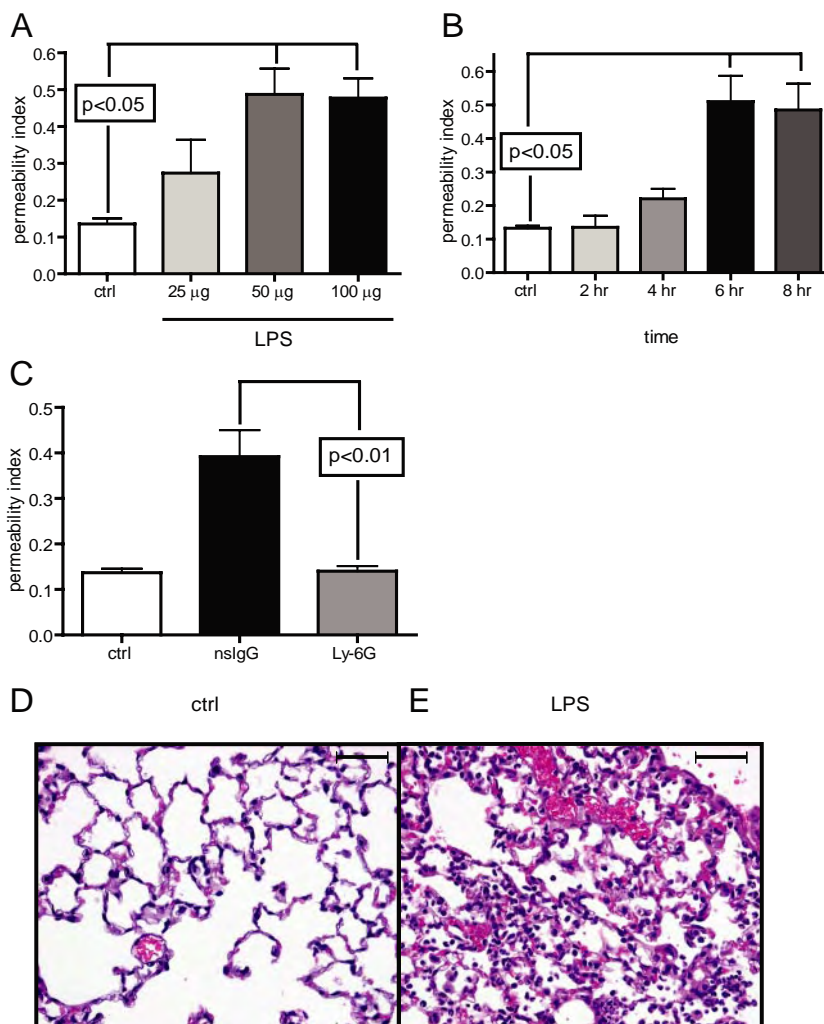 A
0.6
0.5
0.4
0.3
0.2
0.1
0.0
permeability index
p<0.05
ctrl 25 μg 50 μg 100 μg
LPS
B
0.6
0.5
0.4
0.3
0.2
0.1
0.0
permeability index
p<0.05
ctrl 2 hr 4 hr 6 hr 8 hr
time
C
0.5
0.4
0.3
0.2
0.1
0.0
permeability index
p<0.01
ctrl nsIgG Ly-6G
D ctrl
E LPS